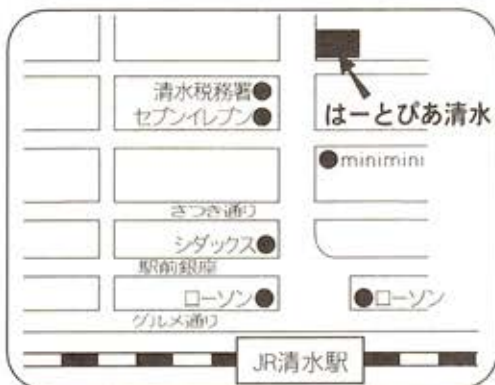 清水税務署
セブンイレブン
はーとぴあ清水
minimini
さつき通り
シダックス
駅前銀座
ローソン
ローソン
グルメ通り
JR清水駅